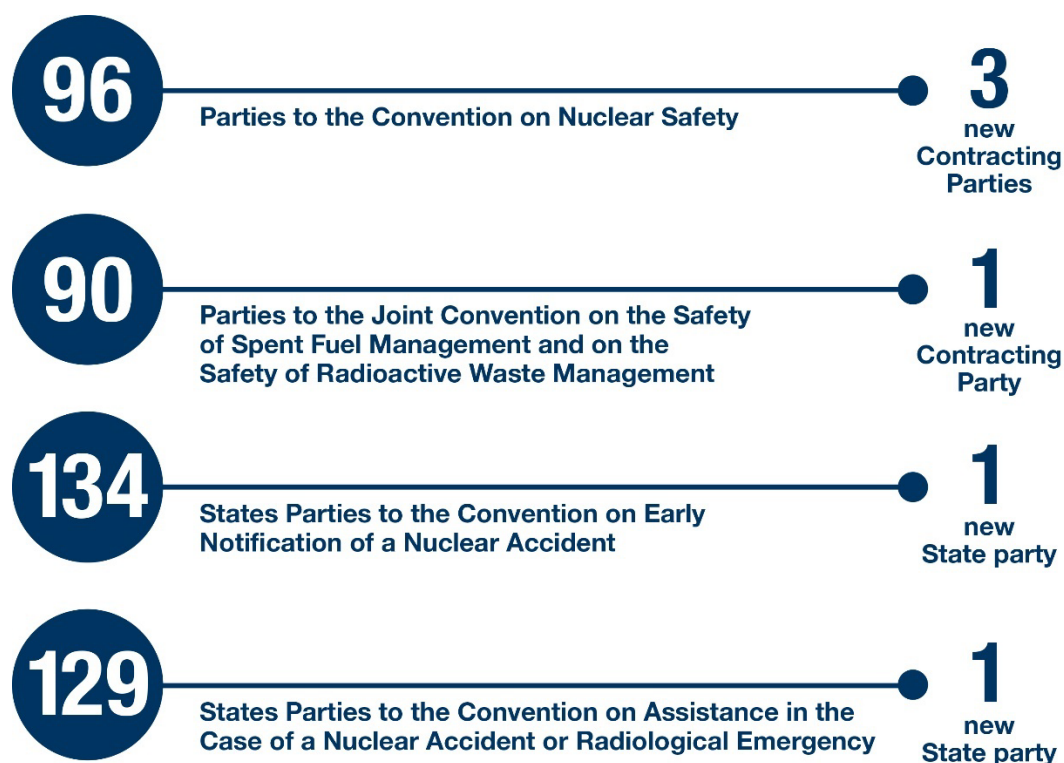 96
Parties to the Convention on Nuclear Safety
3
new
Contracting
Parties
90
Parties to the Joint Convention on the Safety
of Spent Fuel Management and on the
Safety of Radioactive Waste Management
1
new
Contracting
Party
134
States Parties to the Convention on Early
Notification of a Nuclear Accident
1
new
State party
129
States Parties to the Convention on Assistance in the
Case of a Nuclear Accident or Radiological Emergency
1
new
State party